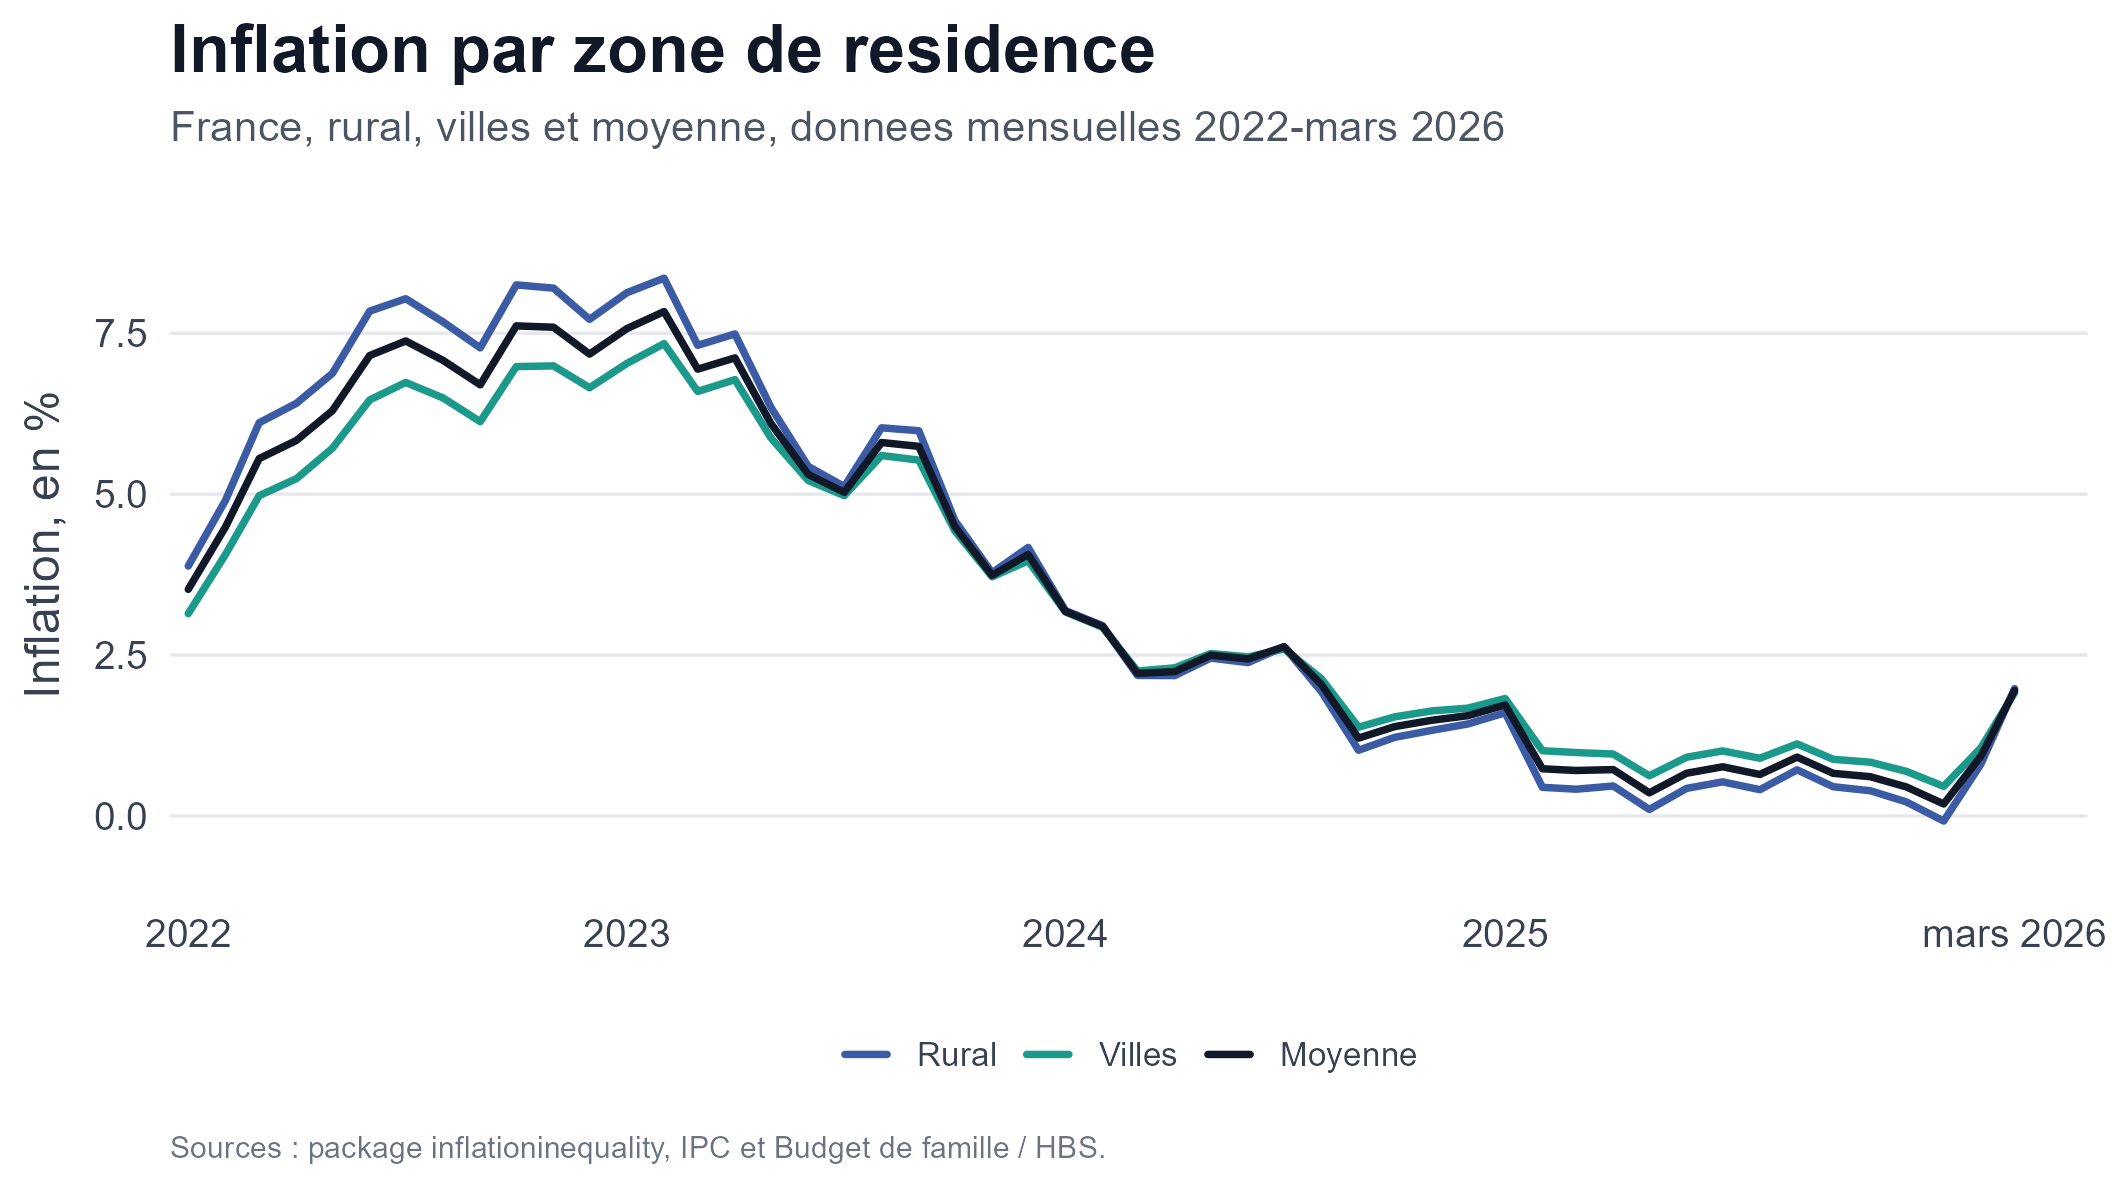 Inflation par zone de residence
France, rural, villes et moyenne, donnees mensuelles 2022-mars 2026
Inflation, en %
7.5
5.0
2.5
0.0
2022 2023 2024 2025 mars 2026
Rural Villes Moyenne
Sources : package inflationinequality, IPC et Budget de famille / HBS.